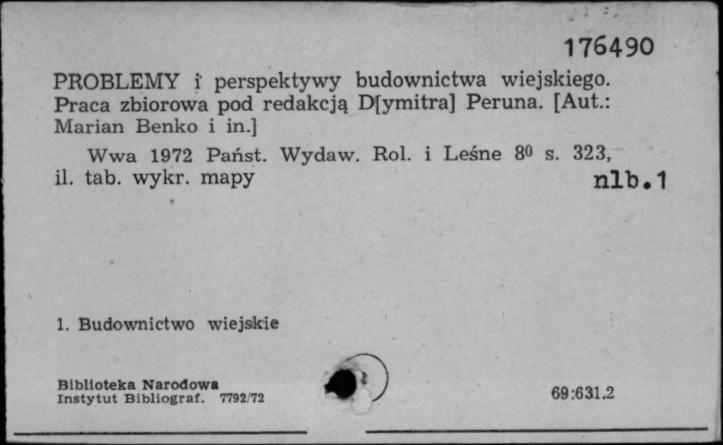 176490
PROBLEMY i perspektywy budownictwa wiejskiego.
Praca zbiorowa pod redakcją D[ymitra] Peruna. [Aut.:
Marian Benko i in.]
Wwa 1972 Państ. Wydaw. Rol. i Leśne 8⁰ s. 323,
il. tab. wykr. mapy nlb.1
1. Budownictwo wiejskie
Biblioteka Narodowa
Instytut Bibliograf. 7792/72
69:631.2